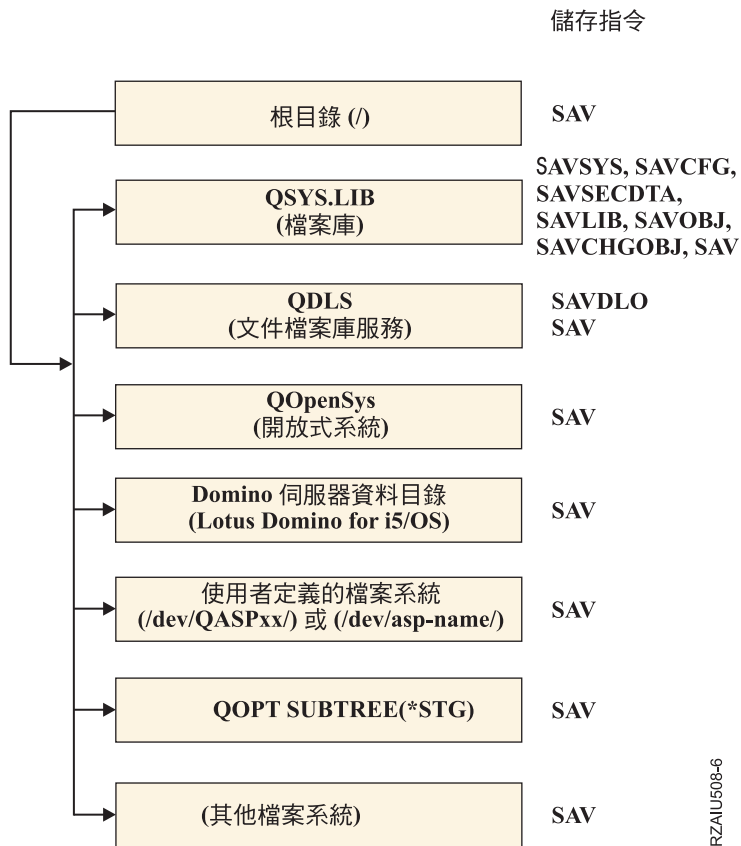 儲存指令
根目錄 (/)
SAV
QSYS.LIB
(檔案庫)
SAVSYS, SAVCFG,
SAVSECDTA,
SAVLIB, SAVOBJ,
SAVCHGOBJ, SAV
QDLS
(文件檔案庫服務)
SAVDLO
SAV
QOpenSys
(開放式系統)
SAV
Domino 伺服器資料目錄
(Lotus Domino for i5/OS)
SAV
使用者定義的檔案系統
(/dev/QASPxx/) 或 (/dev/asp-name/)
SAV
QOPT SUBTREE(*STG)
SAV
(其他檔案系統)
SAV
RZAIU508-6